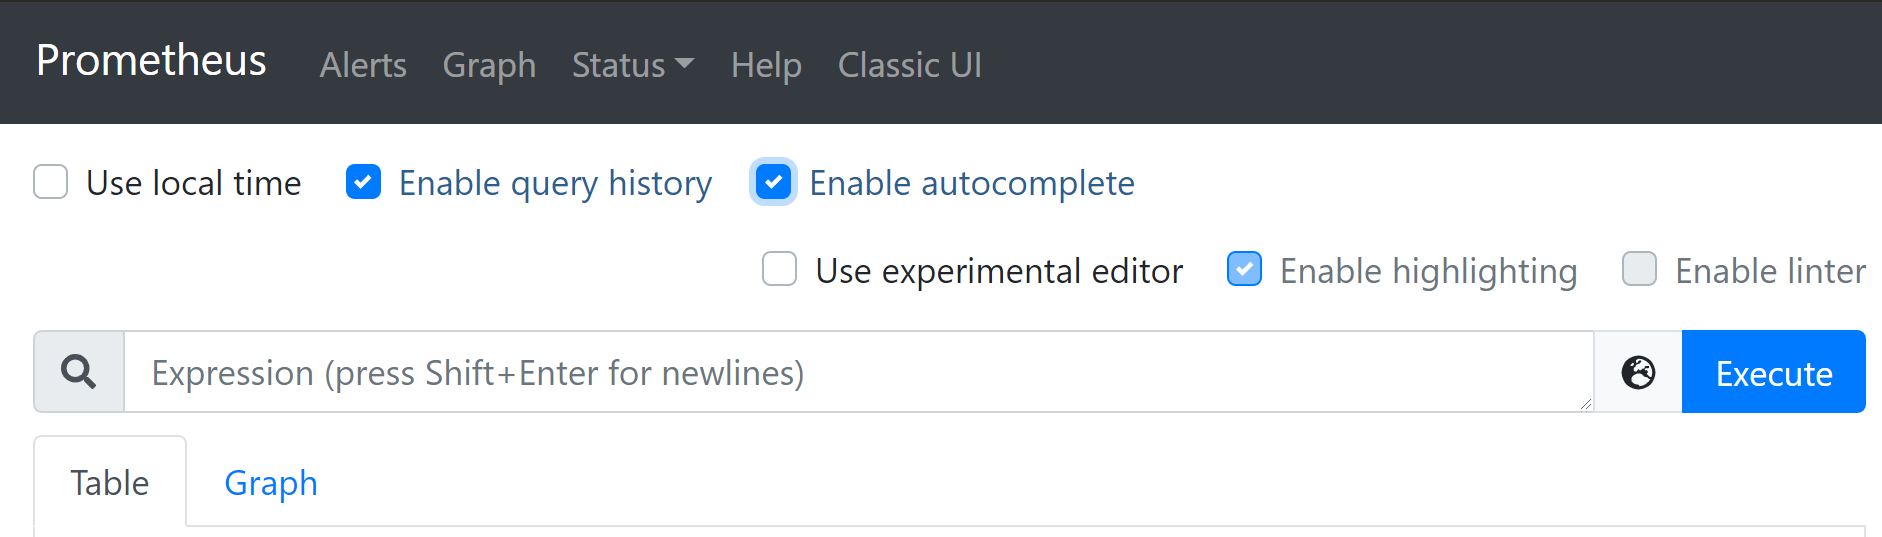 Prometheus Alerts Graph Status Help Classic UI
Use local time Enable query history Enable autocomplete
Use experimental editor Enable highlighting Enable linter
Expression (press Shift+Enter for newlines) Execute
Table Graph